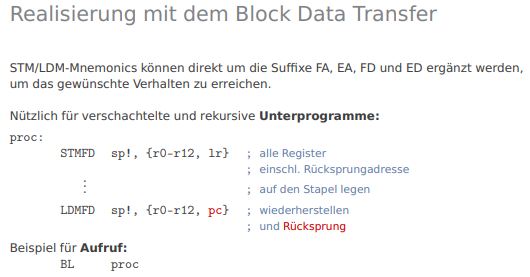 Realisierung mit dem Block Data Transfer
STM/LDM-Mnemonics können direkt um die Suffixe FA, EA, FD und ED ergänzt werden,
um das gewünschte Verhalten zu erreichen.
Nützlich für verschachtelte und rekursive Unterprogramme:
proc:
STMFD sp!, {r0-r12, lr} ; alle Register
; einschl. Rücksprungadresse
⋮ ; auf den Stapel legen
LDMFD sp!, {r0-r12, pc} ; wiederherstellen
; und Rücksprung
Beispiel für Aufruf:
BL proc